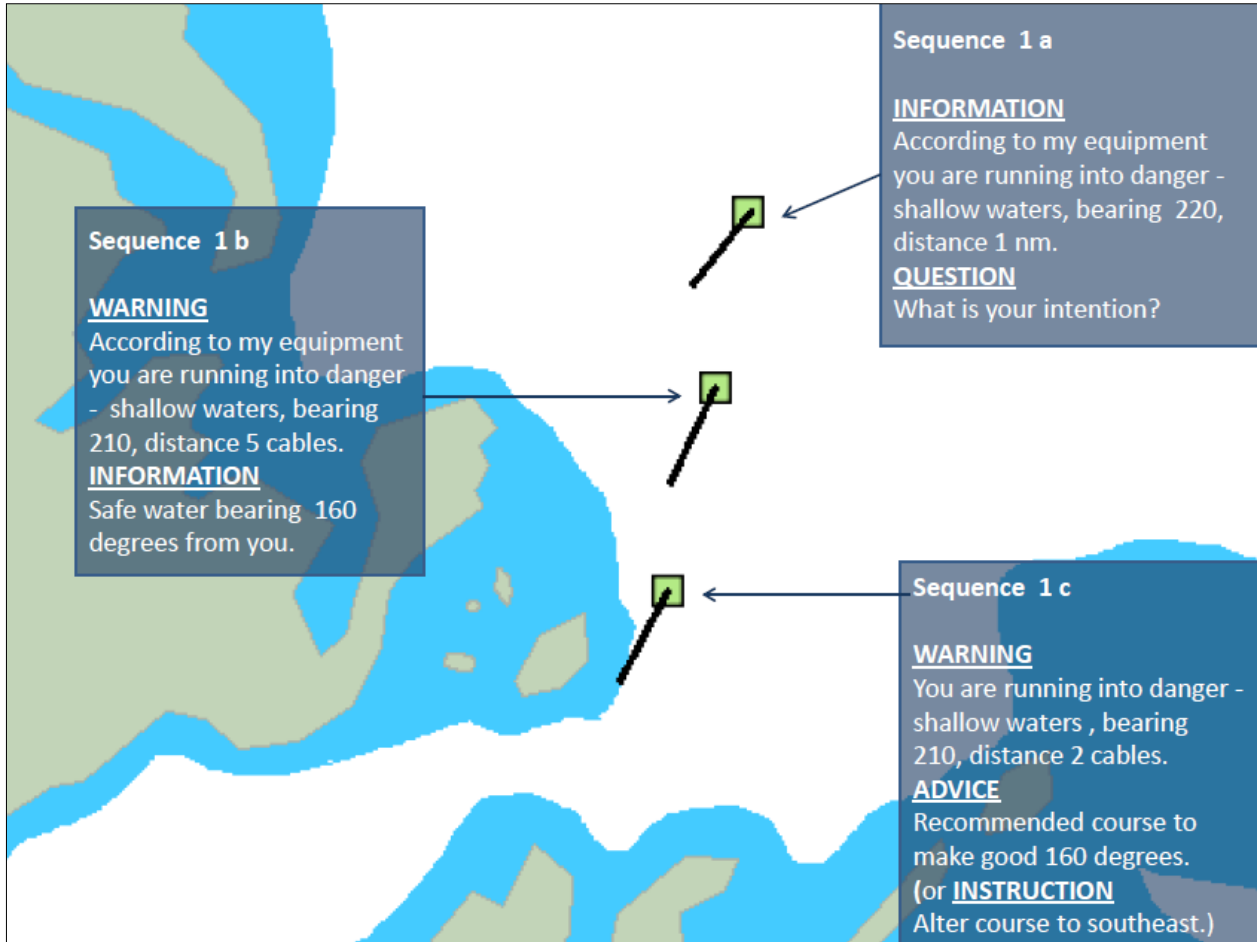 Sequence 1 a
INFORMATION
According to my equipment
you are running into danger -
shallow waters, bearing 220,
distance 1 nm.
QUESTION
What is your intention?
Sequence 1 b
WARNING
According to my equipment
you are running into danger
- shallow waters, bearing
210, distance 5 cables.
INFORMATION
Safe water bearing 160
degrees from you.
Sequence 1 c
WARNING
You are running into danger -
shallow waters , bearing
210, distance 2 cables.
ADVICE
Recommended course to
make good 160 degrees.
(or INSTRUCTION
Alter course to southeast.)